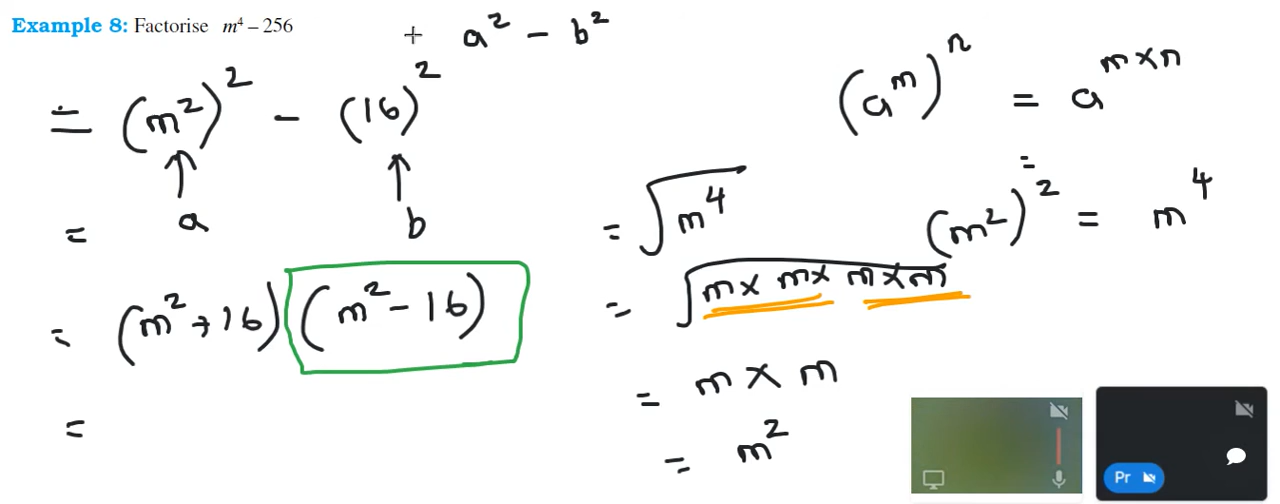 Example 8: Factorise m⁴ – 256
+ a² - b²
= (m²)² - (16)²
a b
=
= (m² + 16) (m² - 16)
=
(aᵐ)ⁿ = aᵐˣⁿ
=
(m²)² = m⁴
= √m⁴
= √m × m × m × m
= m × m
= m²
Pr